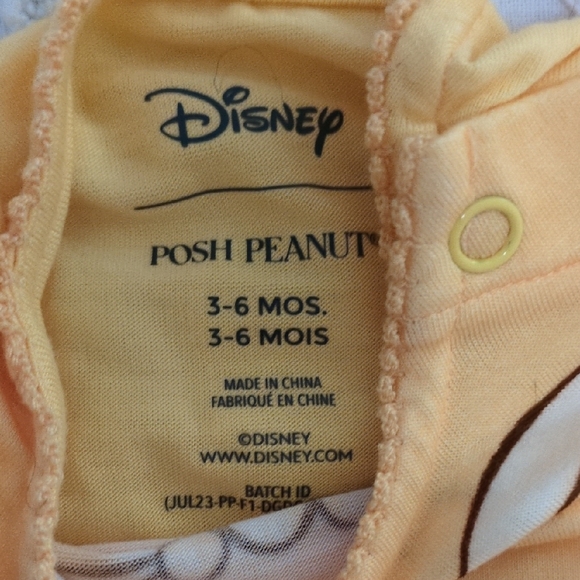 Disney
POSH PEANUT
3-6 MOS.
3-6 MOIS
MADE IN CHINA
FABRIQUÉ EN CHINE
©DISNEY
WWW.DISNEY.COM
BATCH ID